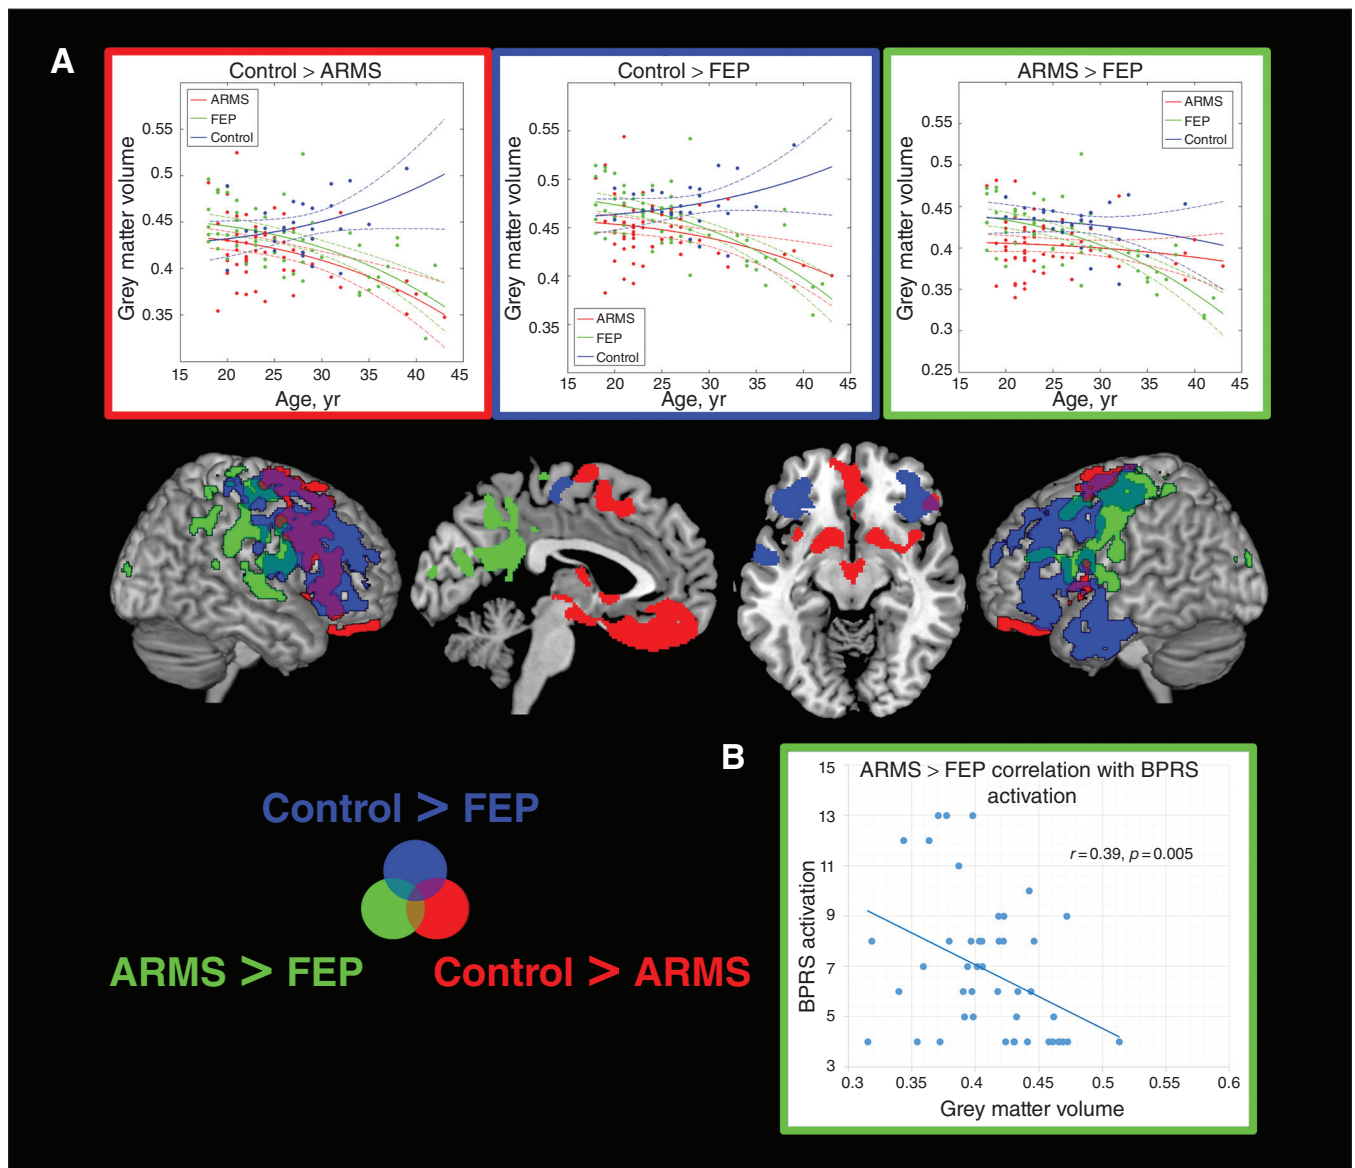 A
Control > ARMS
Grey matter volume
0.55
0.5
0.45
0.4
0.35
ARMS
FEP
Control
15 20 25 30 35 40 45
Age, yr
Control > FEP
Grey matter volume
0.55
0.5
0.45
0.4
0.35
ARMS
FEP
Control
15 20 25 30 35 40 45
Age, yr
ARMS > FEP
Grey matter volume
0.55
0.5
0.45
0.4
0.35
0.3
0.25
ARMS
FEP
Control
15 20 25 30 35 40 45
Age, yr
Control > FEP
ARMS > FEP
Control > ARMS
B
ARMS > FEP correlation with BPRS
activation
r = 0.39, p = 0.005
BPRS activation
15
13
11
9
7
5
3
0.3 0.35 0.4 0.45 0.5 0.55 0.6
Grey matter volume